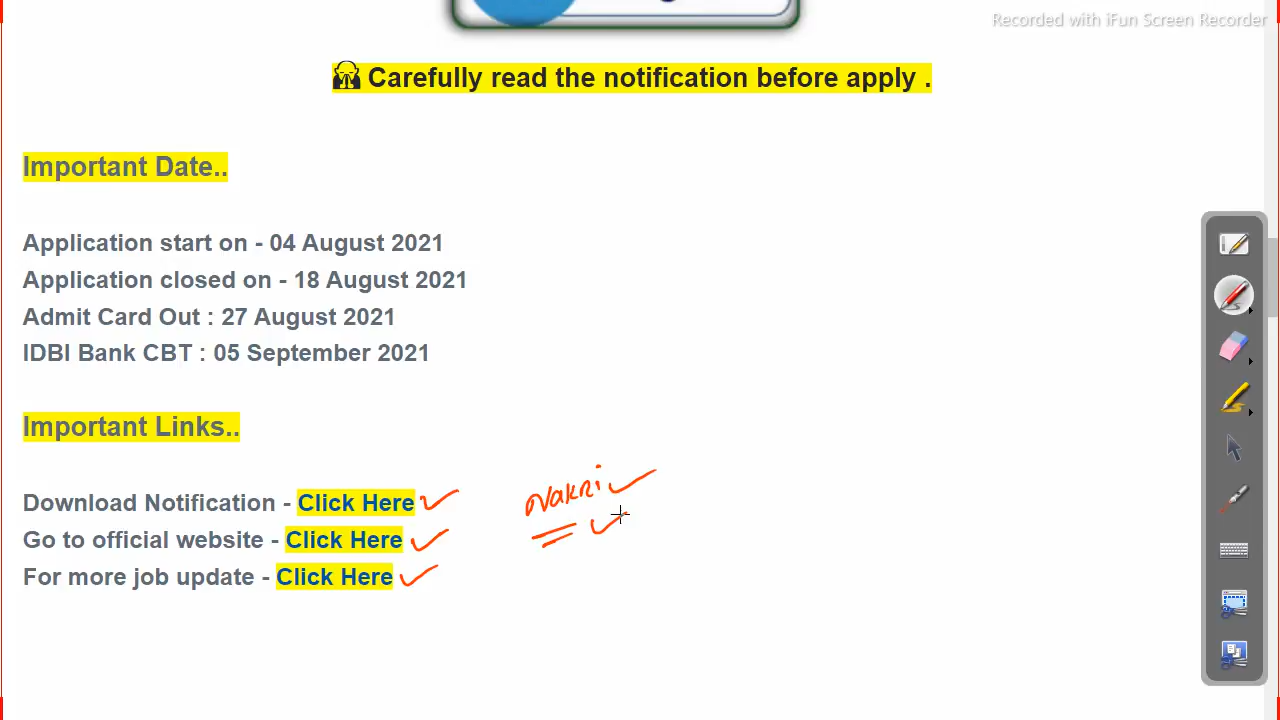 Recorded with iFun Screen Recorder
Carefully read the notification before apply .
Important Date..
Application start on - 04 August 2021
Application closed on - 18 August 2021
Admit Card Out : 27 August 2021
IDBI Bank CBT : 05 September 2021
Important Links..
Download Notification - Click Here
Nakri
Go to official website - Click Here
For more job update - Click Here